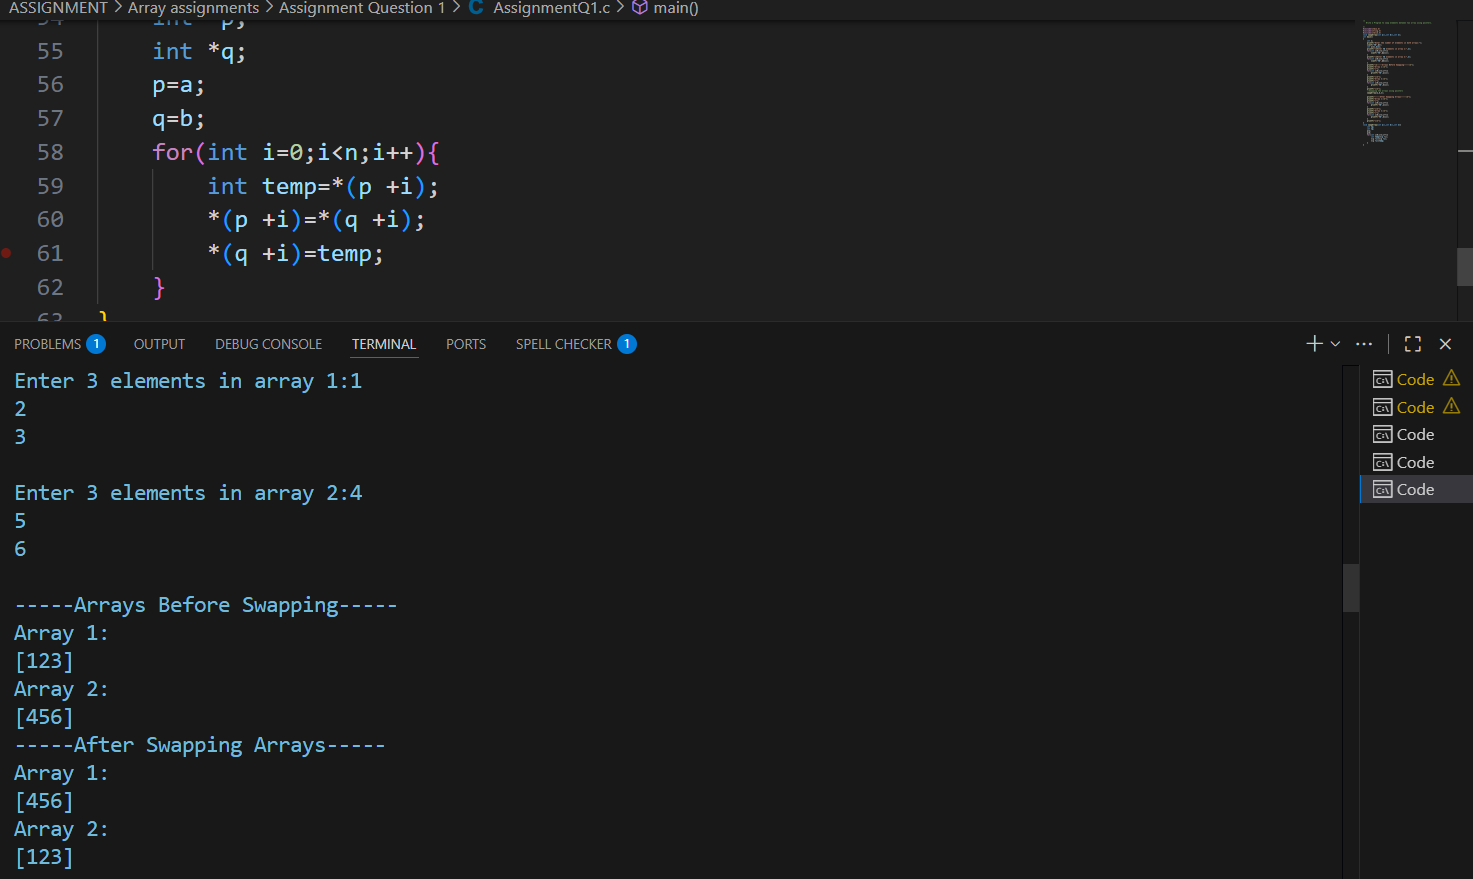 ASSIGNMENT > Array assignments > Assignment Question 1 > C AssignmentQ1.c > main()
54 int *p;
55 int *q;
56 p=a;
57 q=b;
58 for(int i=0;i<n;i++){
59 int temp=*(p +i);
60 *(p +i)=*(q +i);
61 *(q +i)=temp;
62 }
63 }
PROBLEMS 1 OUTPUT DEBUG CONSOLE TERMINAL PORTS SPELL CHECKER 1
Enter 3 elements in array 1:1
2
3
Enter 3 elements in array 2:4
5
6
-----Arrays Before Swapping-----
Array 1:
[123]
Array 2:
[456]
-----After Swapping Arrays-----
Array 1:
[456]
Array 2:
[123]
Code
Code
Code
Code
Code